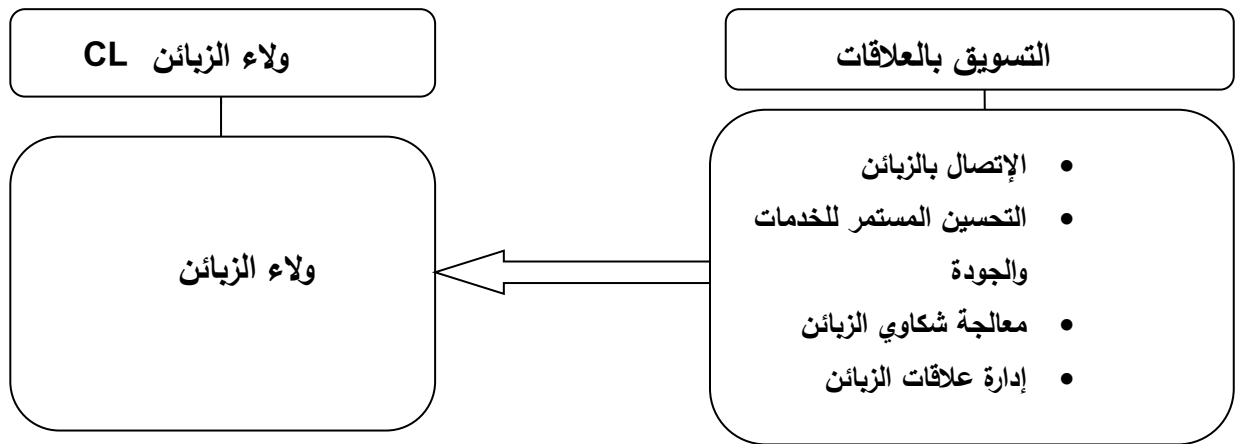 التسويق بالعلاقات
ولاء الزبائن CL
• الإتصال بالزبائن
• التحسين المستمر للخدمات
والجودة
• معالجة شكاوي الزبائن
• إدارة علاقات الزبائن
ولاء الزبائن